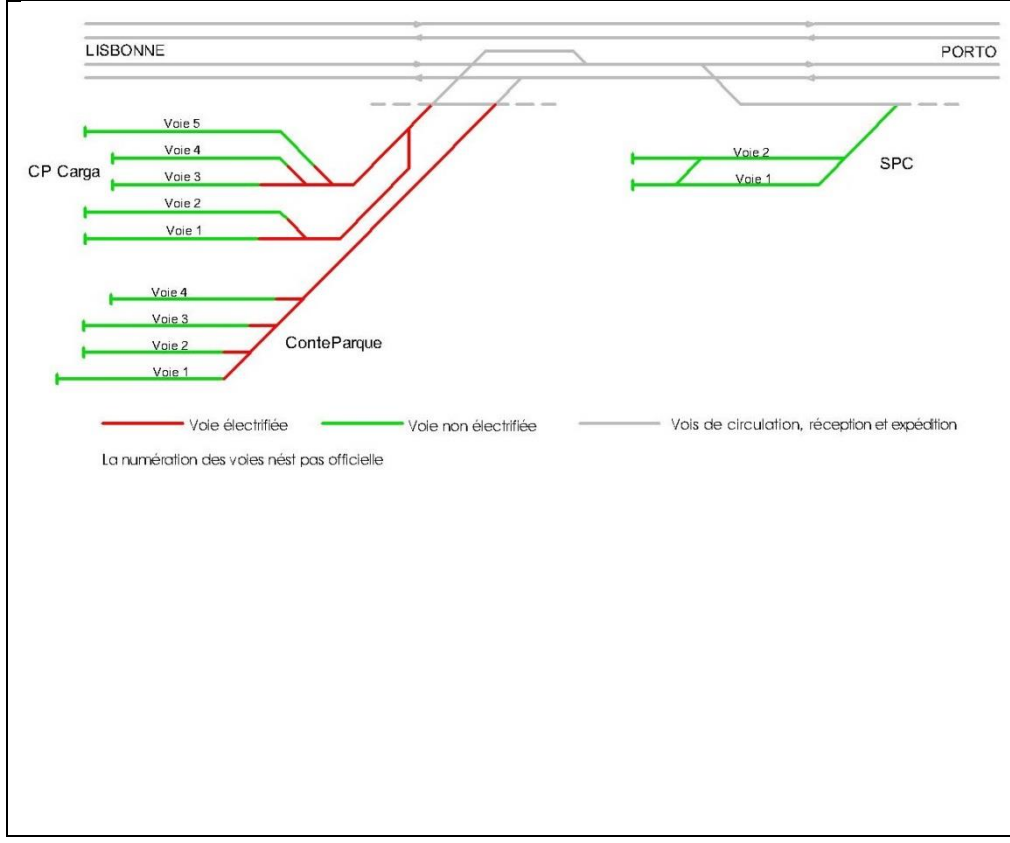 LISBONNE
PORTO
Voie 5
Voie 4
CP Carga
Voie 3
Voie 2
Voie 1
Voie 2
SPC
Voie 1
Voie 4
Voie 3
ConteParque
Voie 2
Voie 1
Voie électrifiée
Voie non électrifiée
Vois de circulation, réception et expédition
La numération des voies nést pas officielle